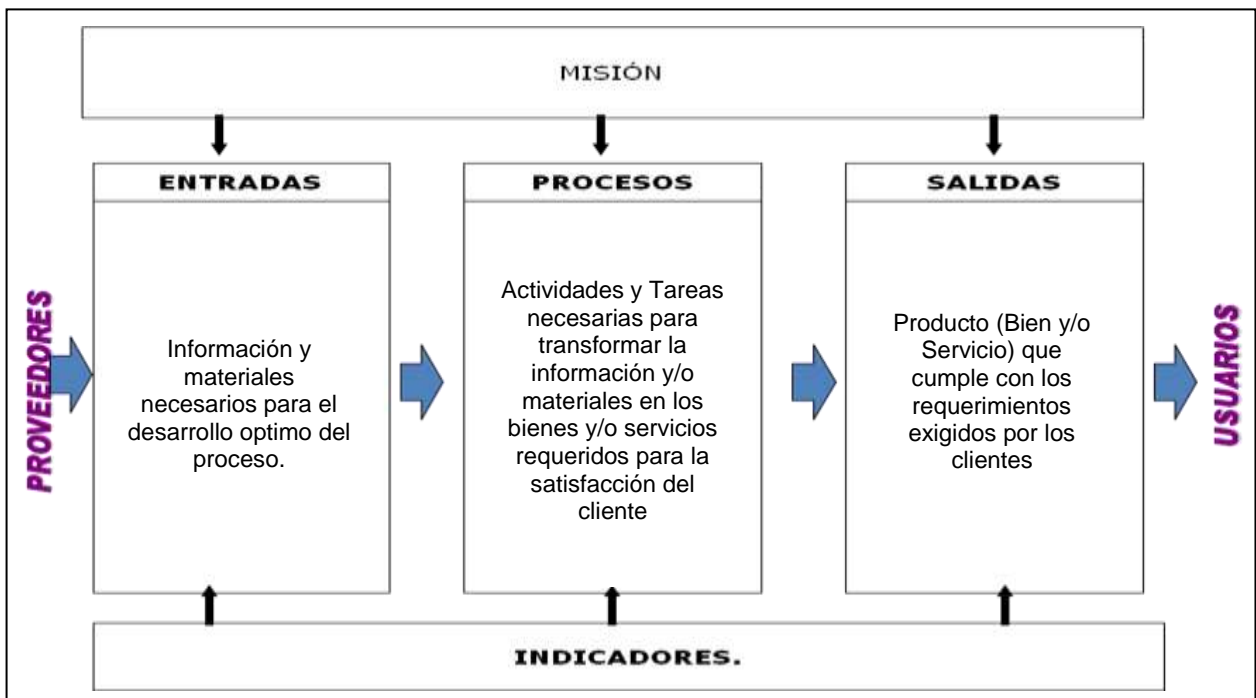 MISIÓN
ENTRADAS
PROCESOS
SALIDAS
PROVEEDORES
Información y
materiales
necesarios para el
desarrollo optimo del
proceso.
Actividades y Tareas
necesarias para
transformar la
información y/o
materiales en los
bienes y/o servicios
requeridos para la
satisfacción del
cliente
Producto (Bien y/o
Servicio) que
cumple con los
requerimientos
exigidos por los
clientes
USUARIOS
INDICADORES.